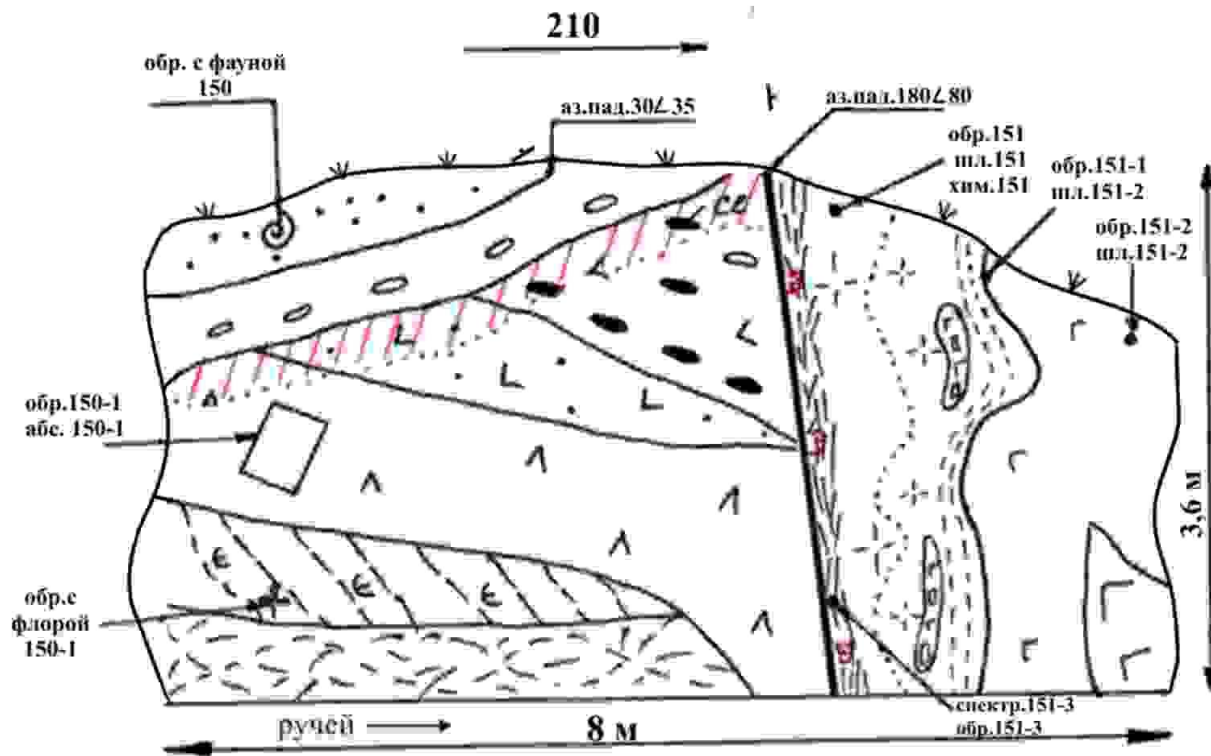 210
обр. с фауной
150
аз.пад.30∠35
аз.пад.180∠80
обр.151
шл.151
хим.151
обр.151-1
шл.151-2
обр.151-2
шл.151-2
обр.150-1
абс. 150-1
3,6 м
обр.с
флорой
150-1
спектр.151-3
обр.151-3
ручей
8 м